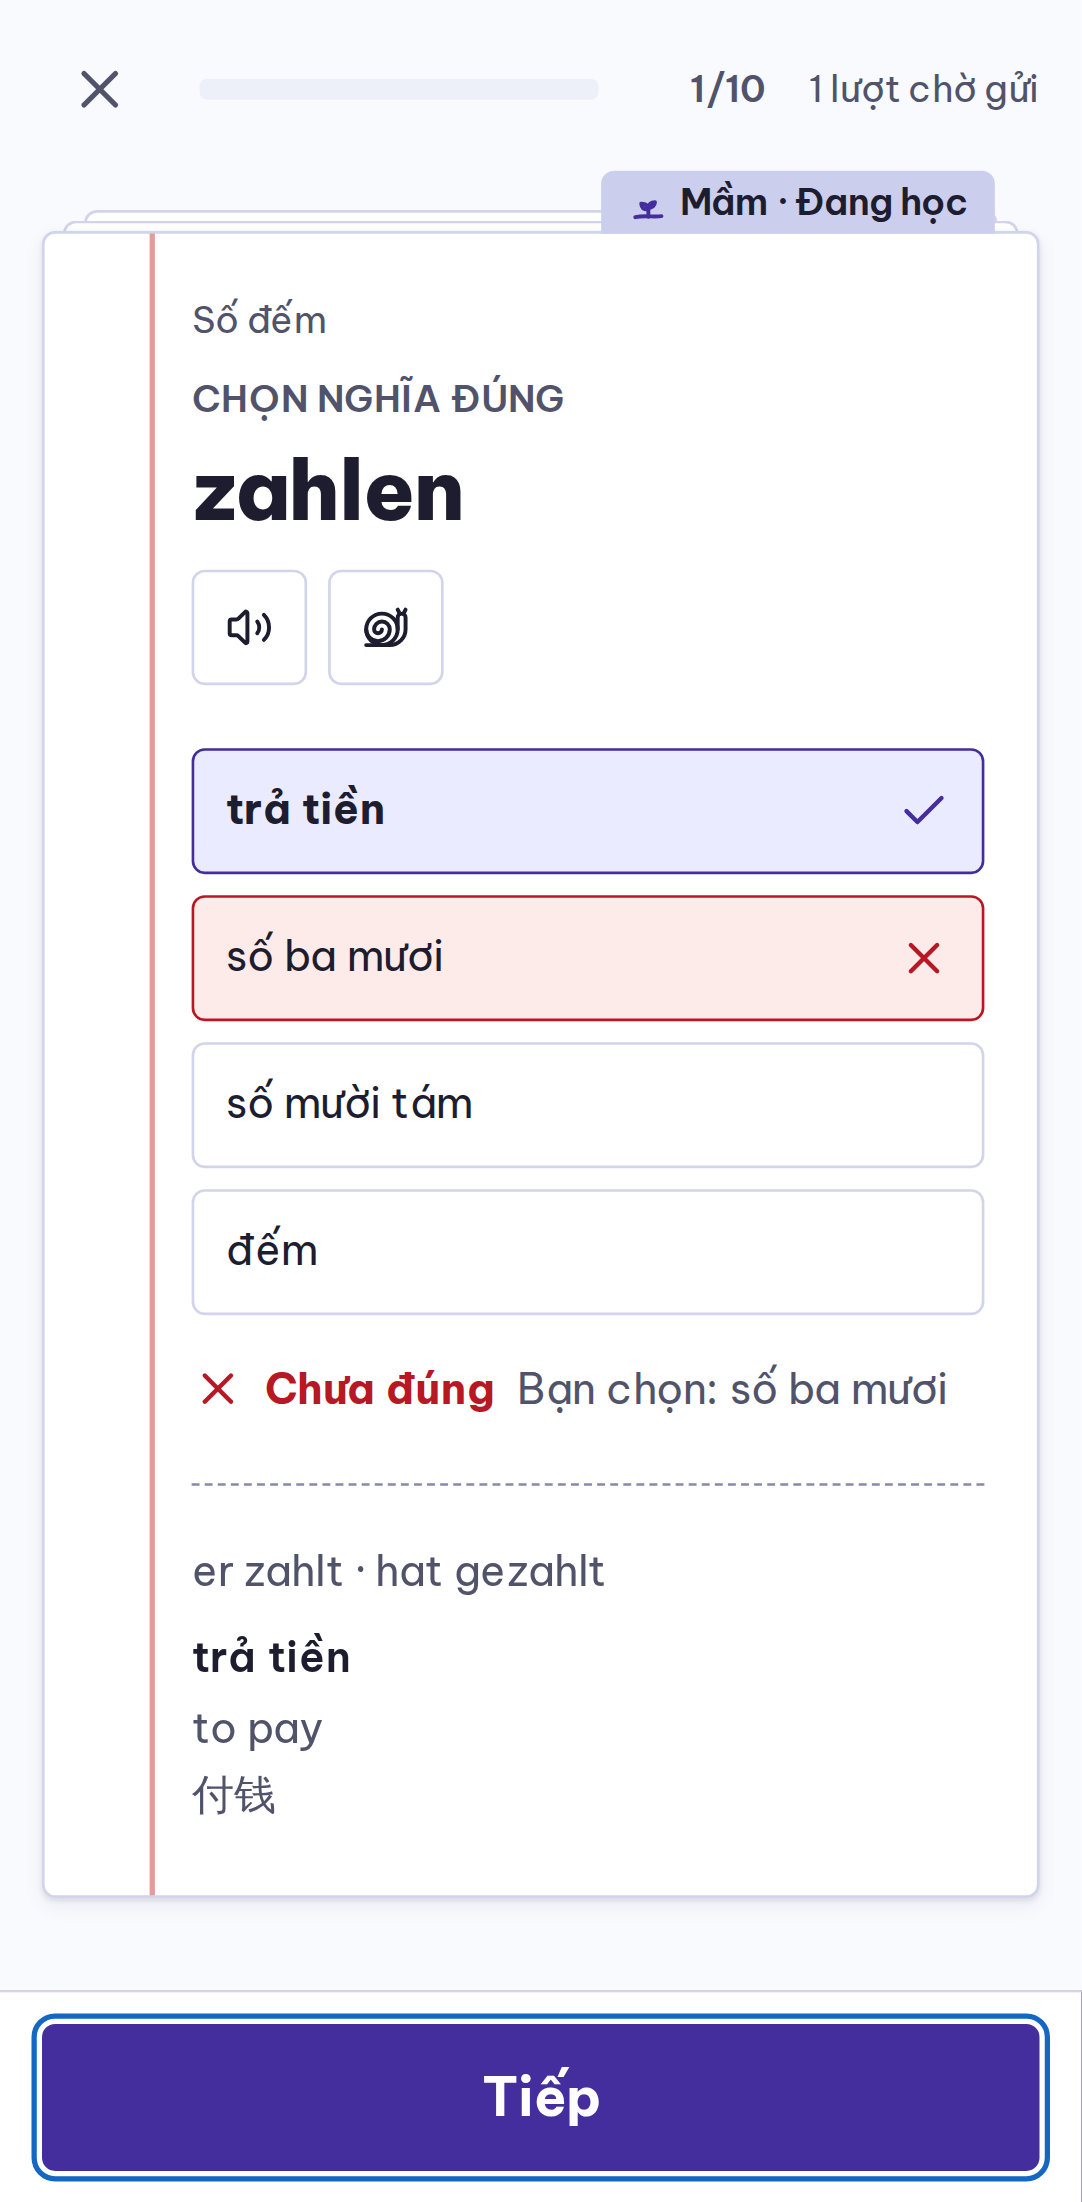 1/10 1 lượt chờ gửi
Mầm · Đang học
Số đếm
CHỌN NGHĨA ĐÚNG
zahlen
trả tiền
số ba mươi
số mười tám
đếm
Chưa đúng Bạn chọn: số ba mươi
er zahlt · hat gezahlt
trả tiền
to pay
付钱
Tiếp